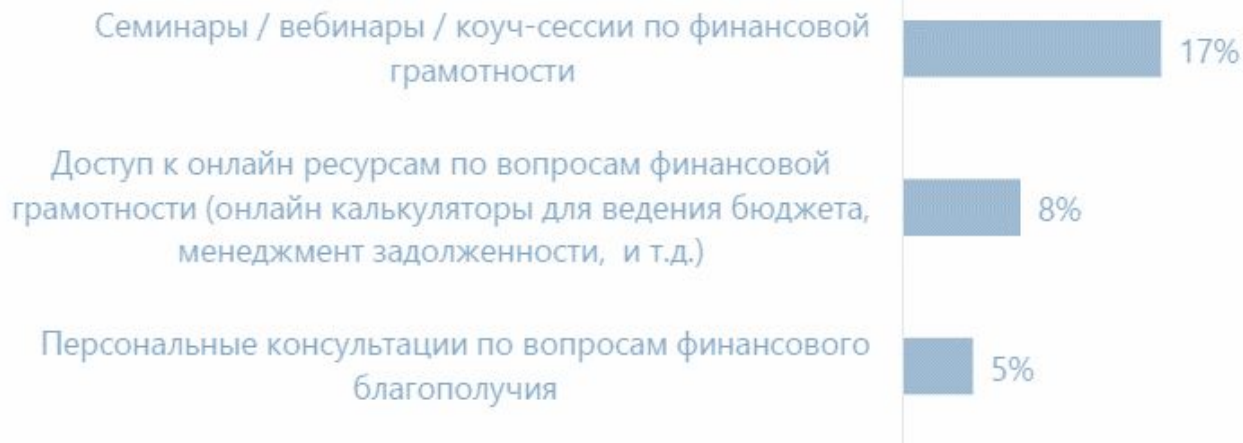 Семинары / вебинары / коуч-сессии по финансовой
грамотности
17%
Доступ к онлайн ресурсам по вопросам финансовой
грамотности (онлайн калькуляторы для ведения бюджета,
менеджмент задолженности,  и т.д.)
8%
Персональные консультации по вопросам финансового
благополучия
5%